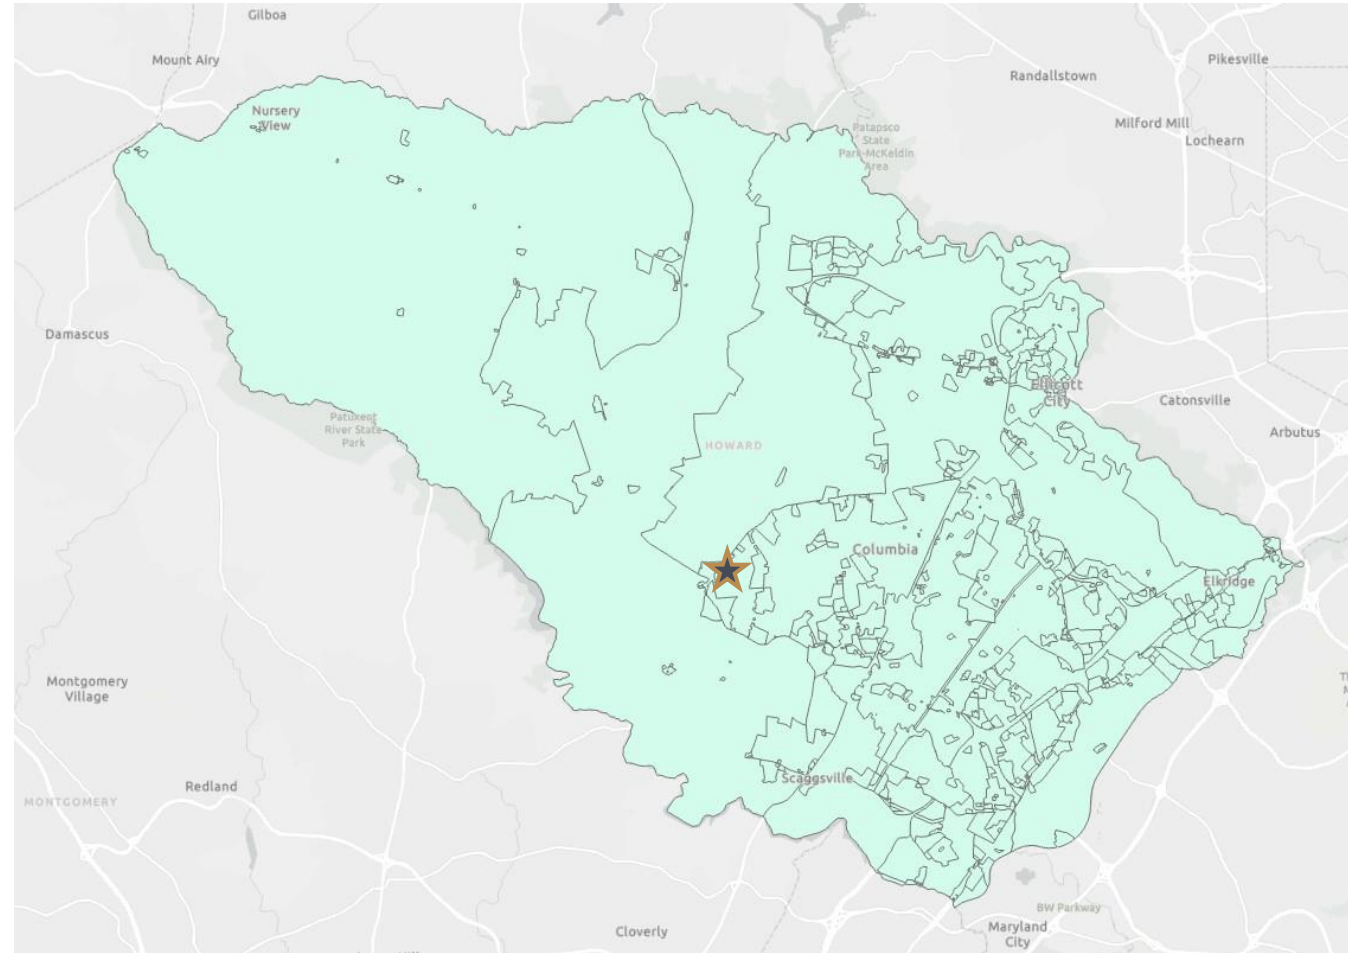 Gilboa
Mount Airy
Pikesville
Randallstown
Nursery
View
Milford Mill
Patapsco
State
Park-McKeldin
Area
Lochearn
Damascus
Ellicott
City
Catonsville
Patuxent
River State
Park
Arbutus
HOWARD
Columbia
Elkridge
Montgomery
Village
Scaggsville
Redland
MONTGOMERY
BW Parkway
Maryland
City
Cloverly